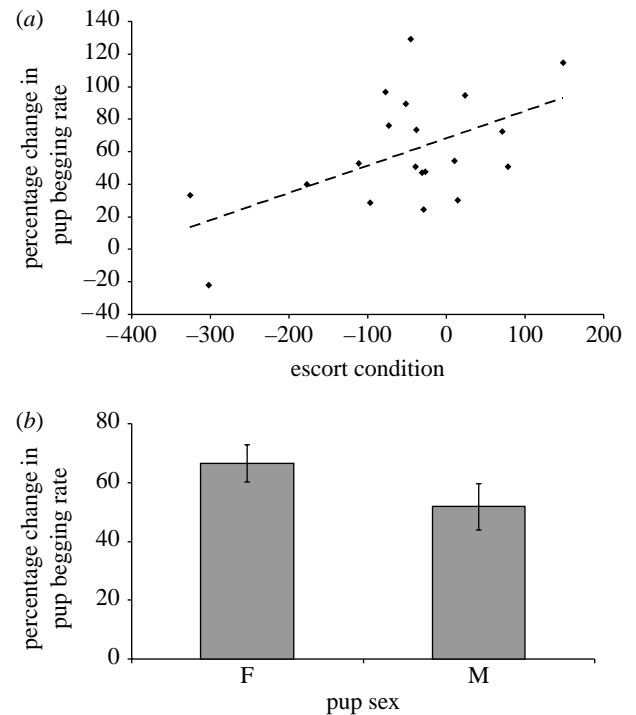 (a)
percentage change in
pup begging rate
140
120
100
80
60
40
20
0
−20
−40
−400 −300 −200 −100 0 100 200
escort condition
(b)
percentage change in
pup begging rate
80
60
40
20
0
F M
pup sex